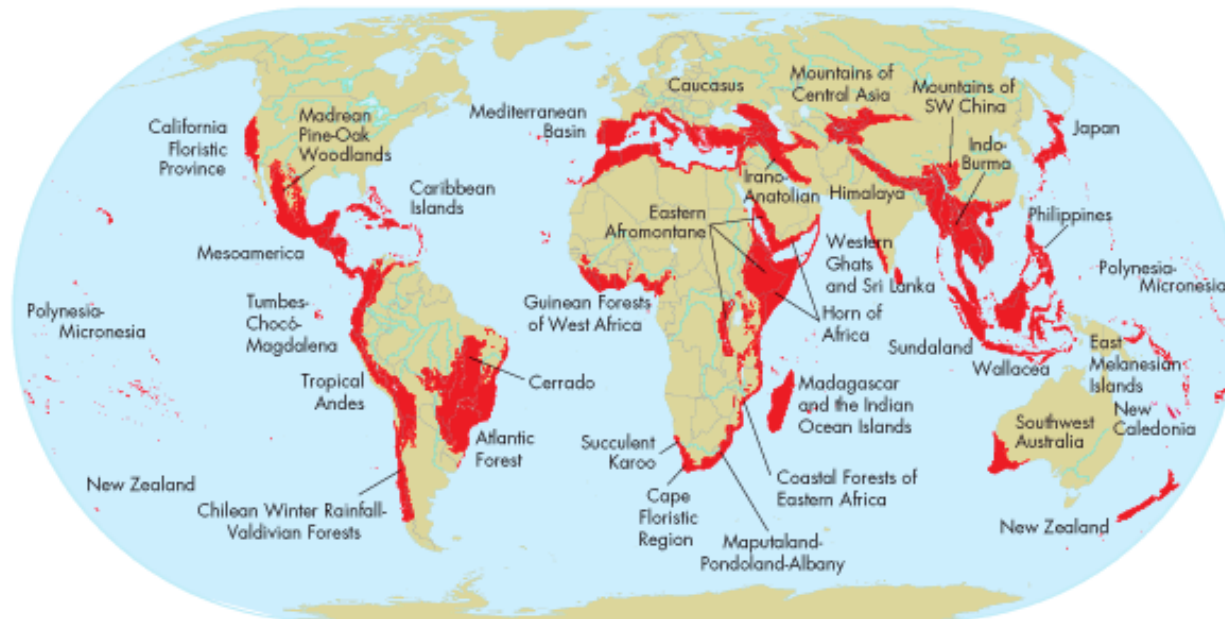 California
Floristic
Province
Madrean
Pine-Oak
Woodlands
Caribbean
Islands
Mesoamerica
Polynesia-
Micronesia
Tumbes-
Chocó-
Magdalena
Tropical
Andes
Cerrado
Atlantic
Forest
New Zealand
Chilean Winter Rainfall-
Valdivian Forests
Mediterranean
Basin
Caucasus
Mountains of
Central Asia
Mountains of
SW China
Japan
Indo-
Burma
Irano-
Anatolian
Himalaya
Philippines
Eastern
Afromontane
Western
Ghats
and Sri Lanka
Polynesia-
Micronesia
Guinean Forests
of West Africa
Horn of
Africa
Sundaland
Wallacea
East
Melanesian
Islands
Madagascar
and the Indian
Ocean Islands
Southwest
Australia
New
Caledonia
Succulent
Karoo
Cape
Floristic
Region
Coastal Forests of
Eastern Africa
Maputaland-
Pondoland-Albany
New Zealand